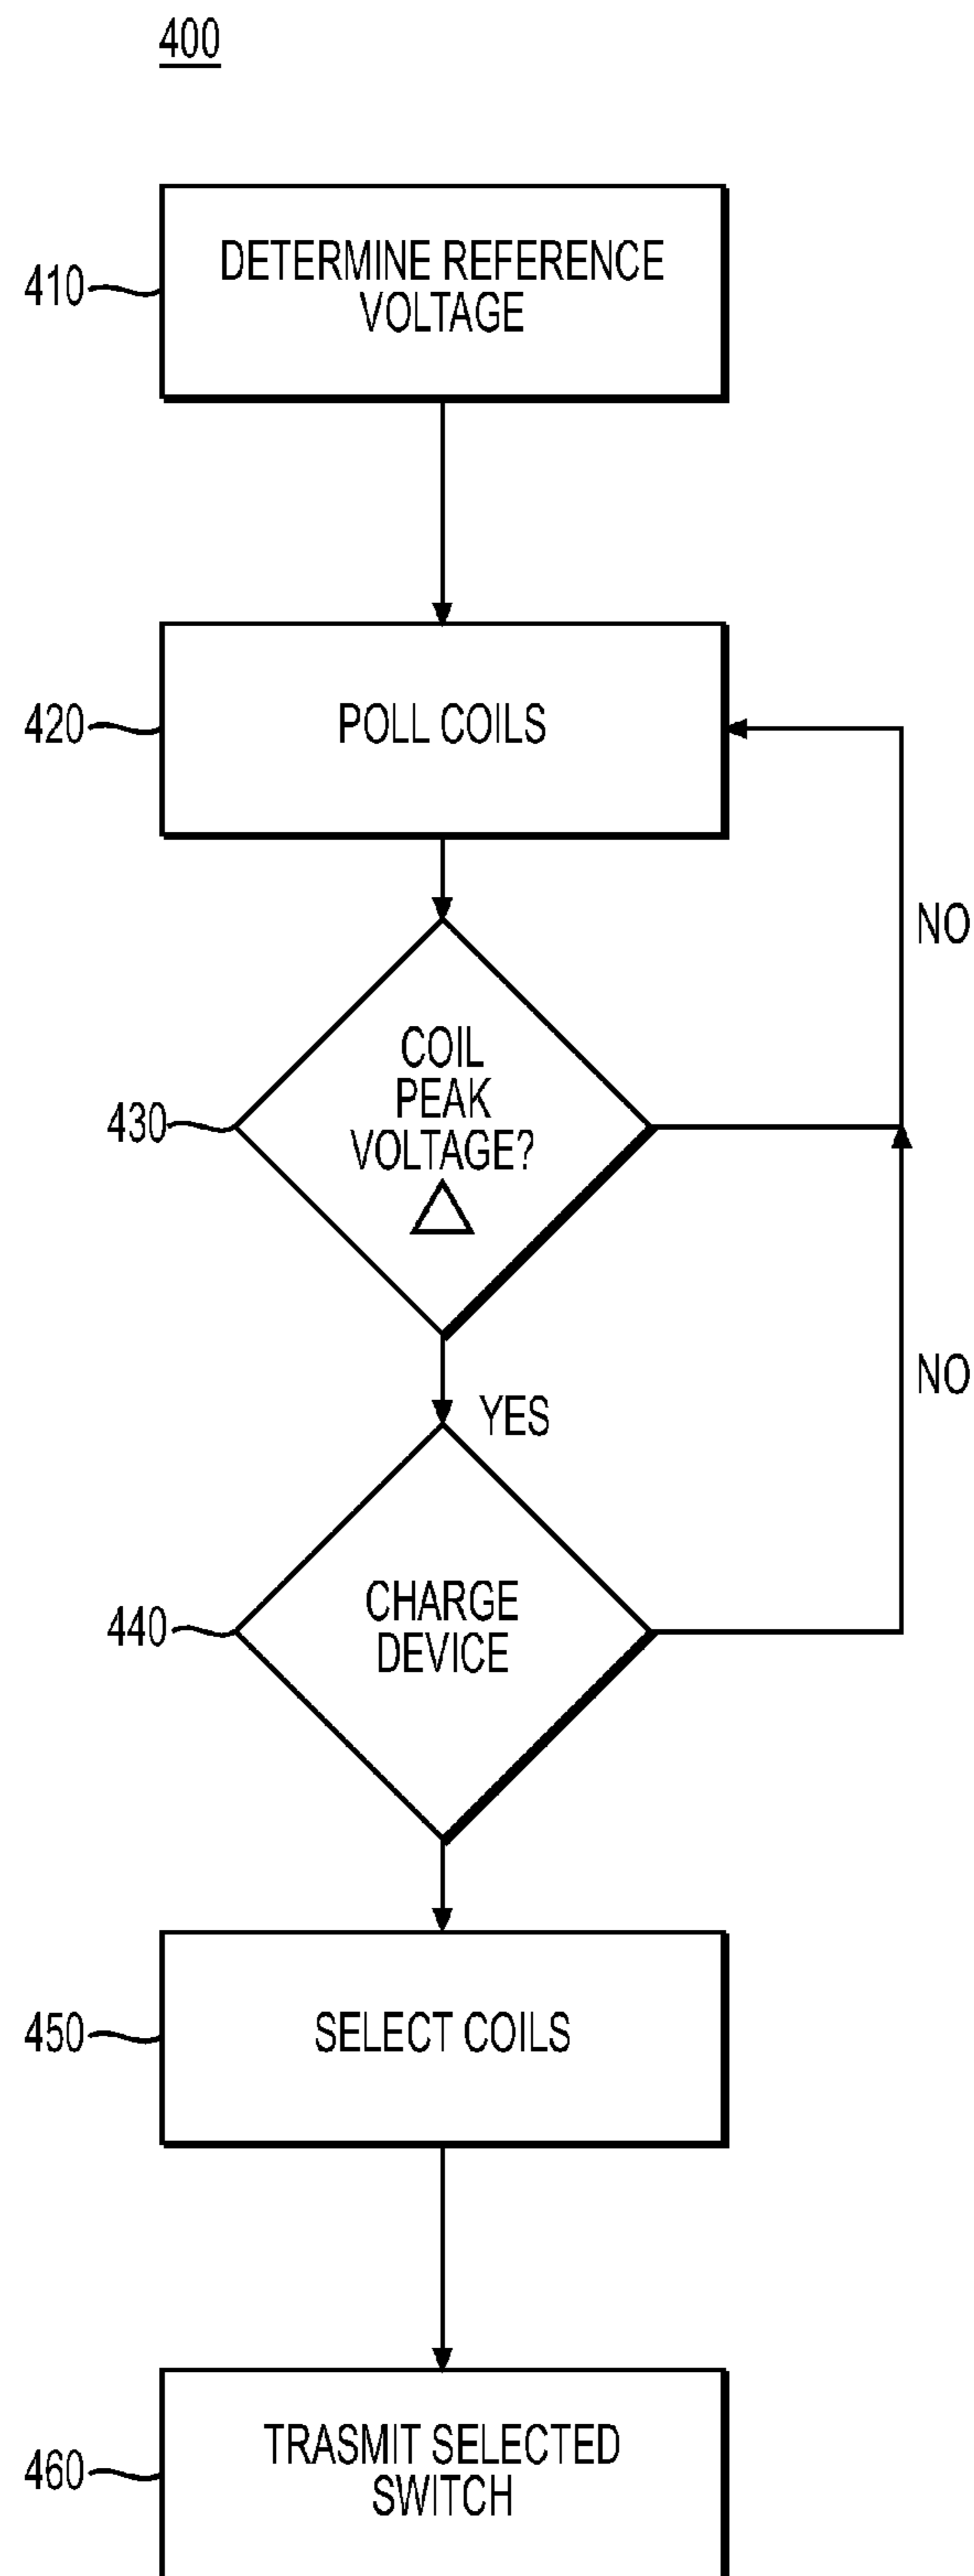 400
410
DETERMINE REFERENCE
VOLTAGE
420
POLL COILS
NO
430
COIL
PEAK
VOLTAGE?
△
NO
YES
440
CHARGE
DEVICE
450
SELECT COILS
460
TRASMIT SELECTED
SWITCH